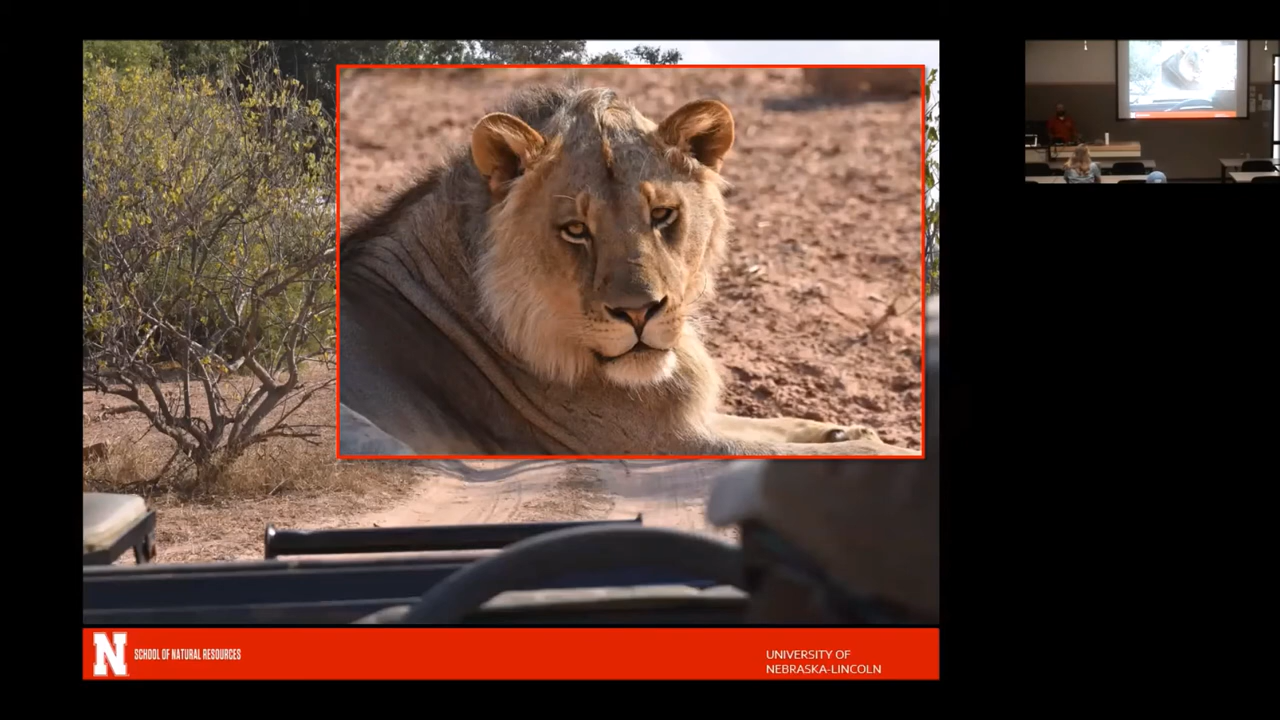 N
SCHOOL OF NATURAL RESOURCES
UNIVERSITY OF
NEBRASKA-LINCOLN